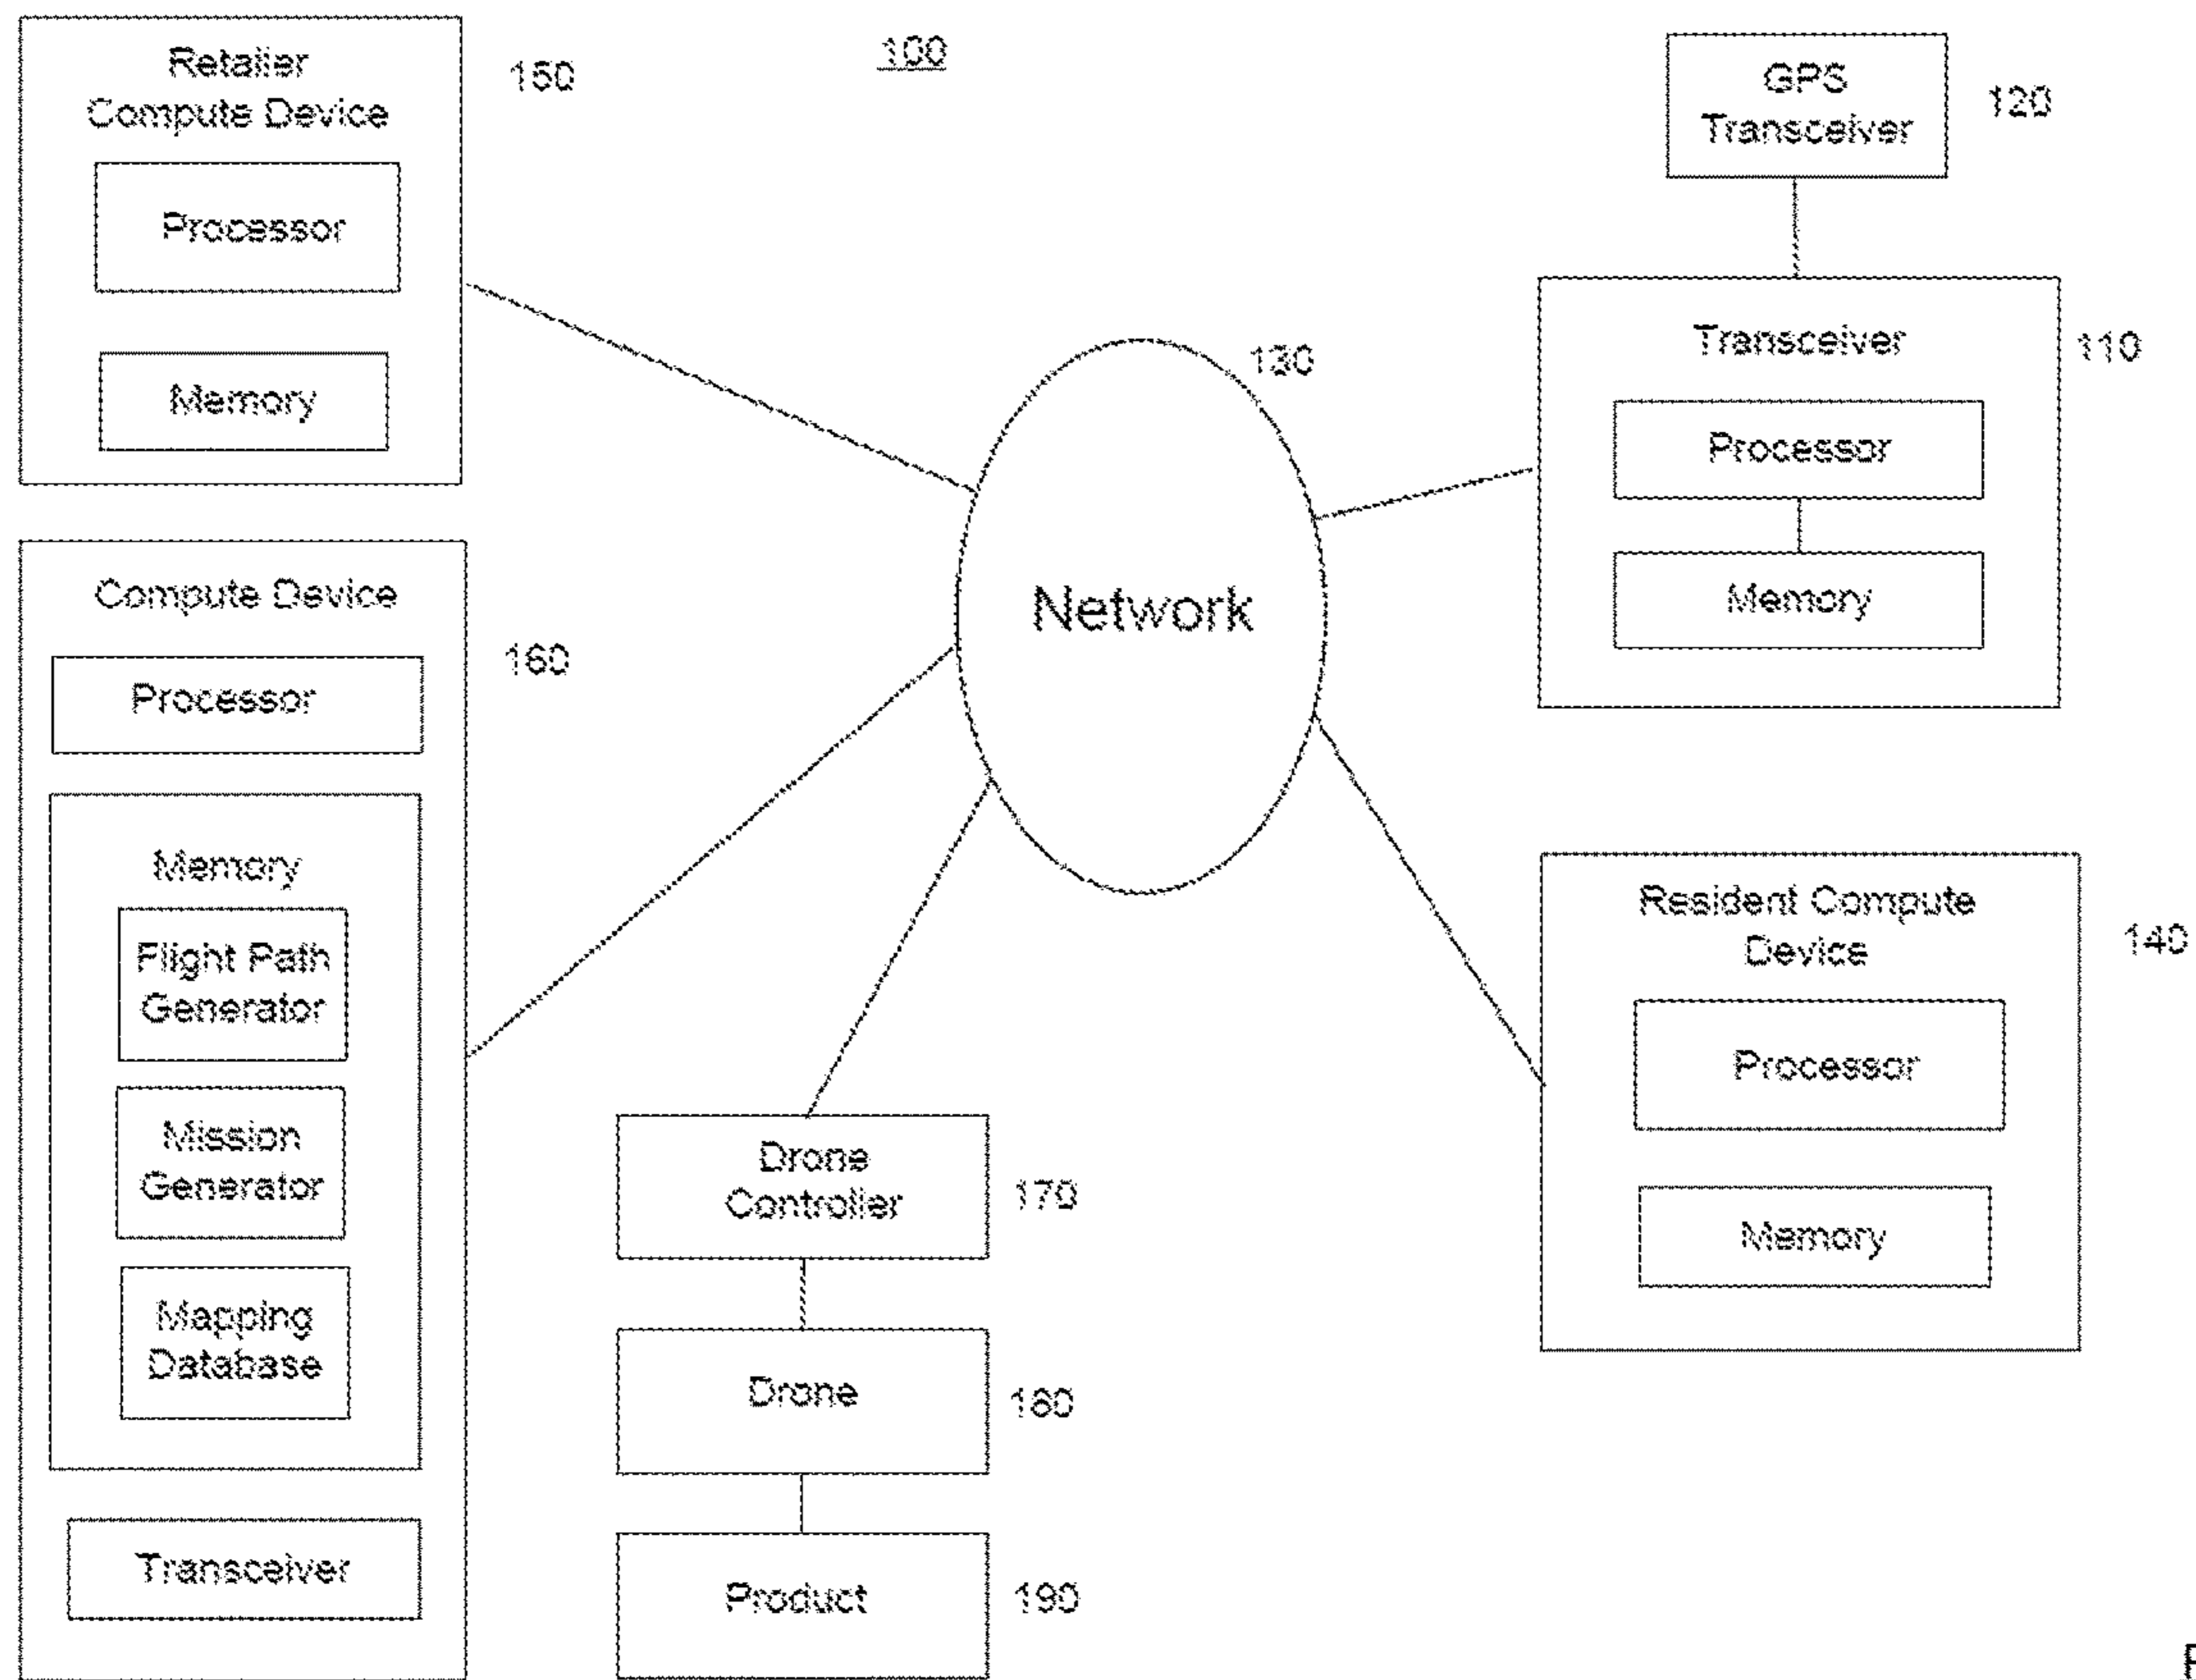 Retailer
Compute Device
Processor
Memory
150
100
GPS
Transceiver
120
Transceiver
110
Processor
Memory
130
Network
Compute Device
160
Processor
Memory
Flight Path
Generator
Mission
Generator
Mapping
Database
Transceiver
Drone
Controller
170
Drone
180
Product
190
Resident Compute
Device
140
Processor
Memory